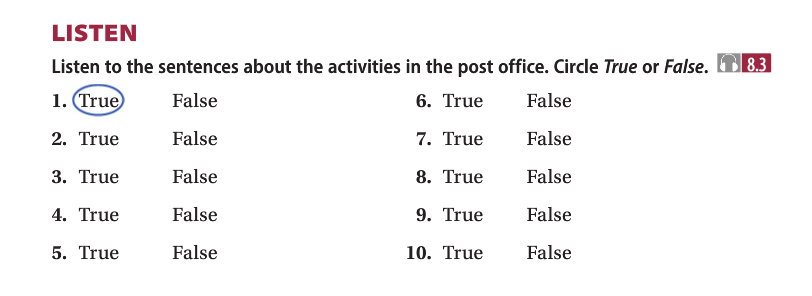 LISTEN
Listen to the sentences about the activities in the post office. Circle True or False. 8.3
1. True False 6. True False
2. True False 7. True False
3. True False 8. True False
4. True False 9. True False
5. True False 10. True False